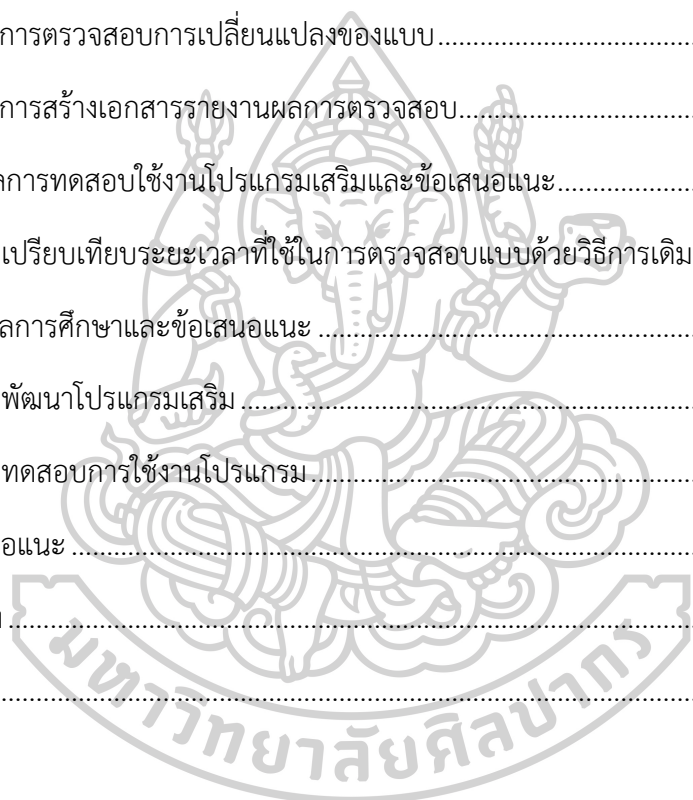 การตรวจสอบการเปลี่ยนแปลงของแบบ........................................
การสร้างเอกสารรายงานผลการตรวจสอบ........................................
การทดสอบใช้งานโปรแกรมเสริมและข้อเสนอแนะ........................................
เปรียบเทียบระยะเวลาที่ใช้ในการตรวจสอบแบบด้วยวิธีการเดิม
ลการศึกษาและข้อเสนอแนะ ........................................
พัฒนาโปรแกรมเสริม ........................................
ทดสอบการใช้งานโปรแกรม ........................................
อแนะ ........................................
........................................
........................................
มหาวิทยาลัยศิลปากร